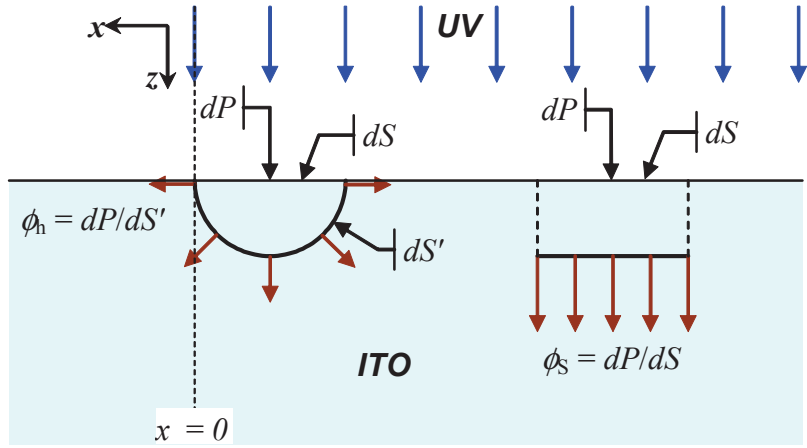 UV
x
z
dP
dS
dP
dS
ϕh = dP/dS′
dS′
ϕS = dP/dS
ITO
x = 0